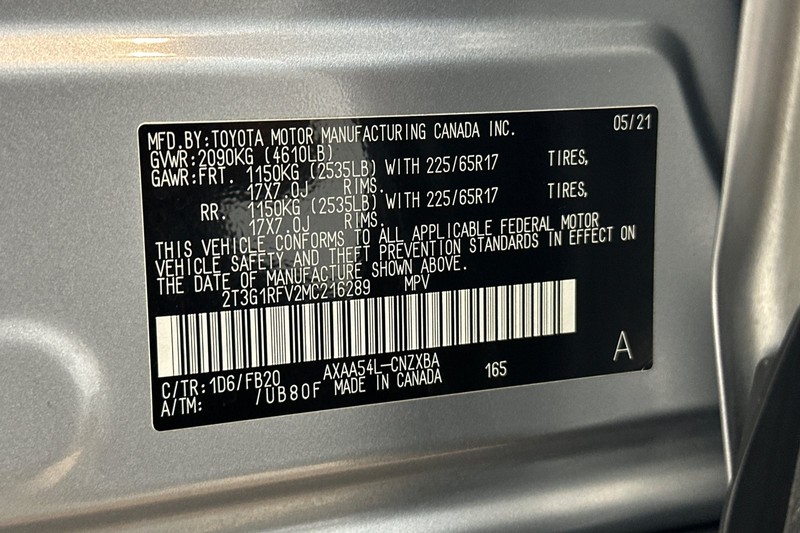 MFD.BY:TOYOTA MOTOR MANUFACTURING CANADA INC. 05/21
GVWR:2090KG (4610LB)
GAWR:FRT. 1150KG (2535LB) WITH 225/65R17 TIRES,
17X7.0J RIMS.
RR. 1150KG (2535LB) WITH 225/65R17 TIRES,
17X7.0J RIMS.
THIS VEHICLE CONFORMS TO ALL APPLICABLE FEDERAL MOTOR
VEHICLE SAFETY AND THEFT PREVENTION STANDARDS IN EFFECT ON
THE DATE OF MANUFACTURE SHOWN ABOVE.
2T3G1RFV2MC216289 MPV
A
C/TR:1D6/FB20 AXAA54L-CNZXBA 165
A/TM: /UB80F MADE IN CANADA